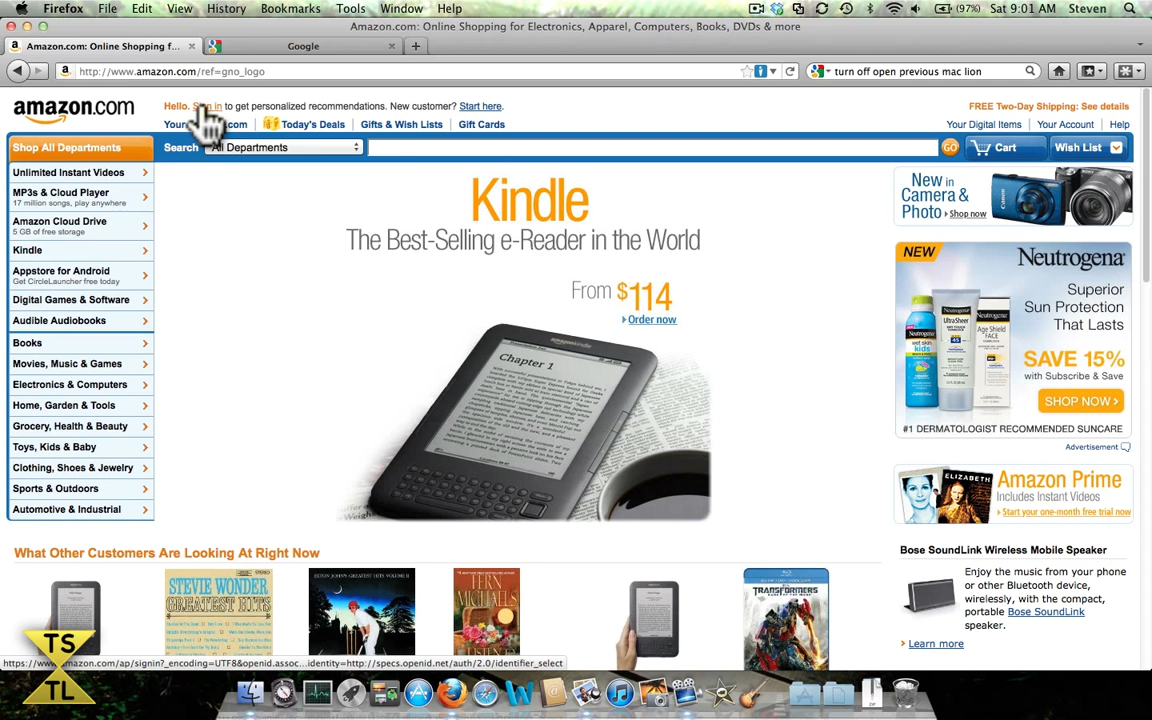 Firefox File Edit View History Bookmarks Tools Window Help (97%) Sat 9:01 AM Steven
Amazon.com: Online Shopping for Electronics, Apparel, Computers, Books, DVDs & more
Amazon.com: Online Shopping f... Google
http://www.amazon.com/ref=gno_logo turn off open previous mac lion
amazon.com
Hello. in to get personalized recommendations. New customer? Start here. FREE Two-Day Shipping: See details
Today's Deals Gifts & Wish Lists Gift Cards Your Digital Items Your Account Help
Shop All Departments Search All Departments GO Cart Wish List
Unlimited Instant Videos
MP3s & Cloud Player
17 million songs, play anywhere
Amazon Cloud Drive
5 GB of free storage
Kindle
Appstore for Android
Get CircleLauncher free today
Digital Games & Software
Audible Audiobooks
Books
Movies, Music & Games
Electronics & Computers
Home, Garden & Tools
Grocery, Health & Beauty
Toys, Kids & Baby
Clothing, Shoes & Jewelry
Sports & Outdoors
Automotive & Industrial
Kindle
The Best-Selling e-Reader in the World
From $114
Order now
amazonkindle
Chapter 1
New in
Camera &
Photo Shop now
Canon
NEW Neutrogena
Superior
Sun Protection
That Lasts
SAVE 15%
with Subscribe & Save
SHOP NOW
#1 DERMATOLOGIST RECOMMENDED SUNCARE
Advertisement
ELIZABETH
Amazon Prime
Includes Instant Videos
Start your one-month free trial now
Bose SoundLink Wireless Mobile Speaker
Enjoy the music from your phone
or other Bluetooth device,
wirelessly, with the compact,
portable Bose SoundLink
speaker.
Learn more
What Other Customers Are Looking At Right Now
STEVIE WONDER
GREATEST HITS
ELTON JOHN'S GREATEST HITS VOLUME II
FERN
MICHAELS
TRANSFORMERS
TS
TL